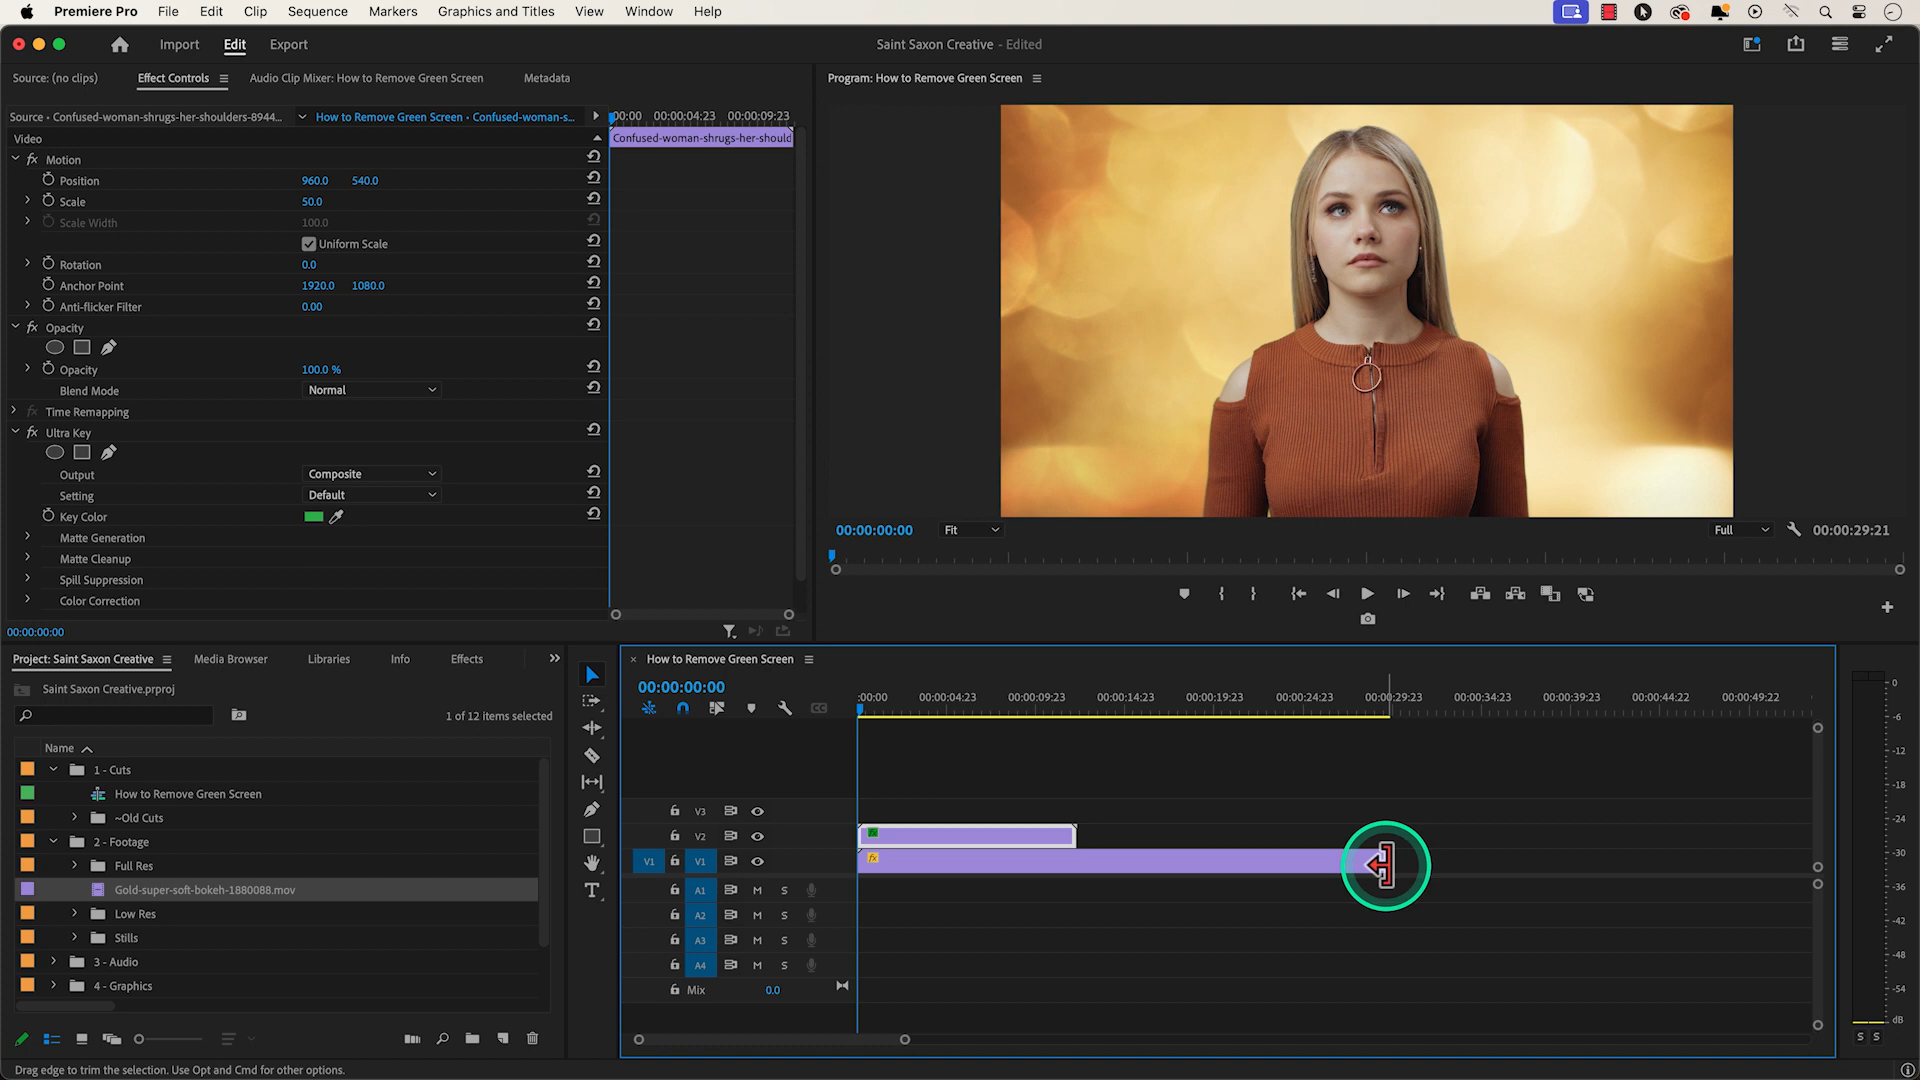 Premiere Pro File Edit Clip Sequence Markers Graphics and Titles View Window Help
Import Edit Export
Saint Saxon Creative - Edited
Source: (no clips) Effect Controls Audio Clip Mixer: How to Remove Green Screen Metadata
Program: How to Remove Green Screen
Source • Confused-woman-shrugs-her-shoulders-8944... How to Remove Green Screen • Confused-woman-s...
:00:00 00:00:04:23 00:00:09:23
Video
Confused-woman-shrugs-her-should
fx Motion
Position 960.0 540.0
Scale 50.0
Scale Width 100.0
Uniform Scale
Rotation 0.0
Anchor Point 1920.0 1080.0
Anti-flicker Filter 0.00
fx Opacity
Opacity 100.0 %
Blend Mode Normal
fx Time Remapping
fx Ultra Key
Output Composite
Setting Default
Key Color
Matte Generation
Matte Cleanup
Spill Suppression
Color Correction
00:00:00:00
00:00:00:00 Fit Full 00:00:29:21
Project: Saint Saxon Creative Media Browser Libraries Info Effects
Saint Saxon Creative.prproj
1 of 12 items selected
Name
1 - Cuts
How to Remove Green Screen
~Old Cuts
2 - Footage
Full Res
Gold-super-soft-bokeh-1880088.mov
Low Res
Stills
3 - Audio
4 - Graphics
T
× How to Remove Green Screen
00:00:00:00
CC
:00:00 00:00:04:23 00:00:09:23 00:00:14:23 00:00:19:23 00:00:24:23 00:00:29:23 00:00:34:23 00:00:39:23 00:00:44:22 00:00:49:22
V3
V2 fx
V1 V1 fx
A1 M S
A2 M S
A3 M S
A4 M S
Mix 0.0
0
-6
-12
-18
-24
-30
-36
-42
-48
-54
dB
S S
Drag edge to trim the selection. Use Opt and Cmd for other options.